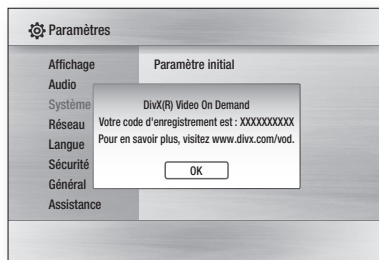 Paramètres
Affichage
Paramètre initial
Audio
Système
Réseau
Langue
Sécurité
Général
Assistance
DivX(R) Video On Demand
Votre code d'enregistrement est : XXXXXXXXXX
Pour en savoir plus, visitez www.divx.com/vod.
OK